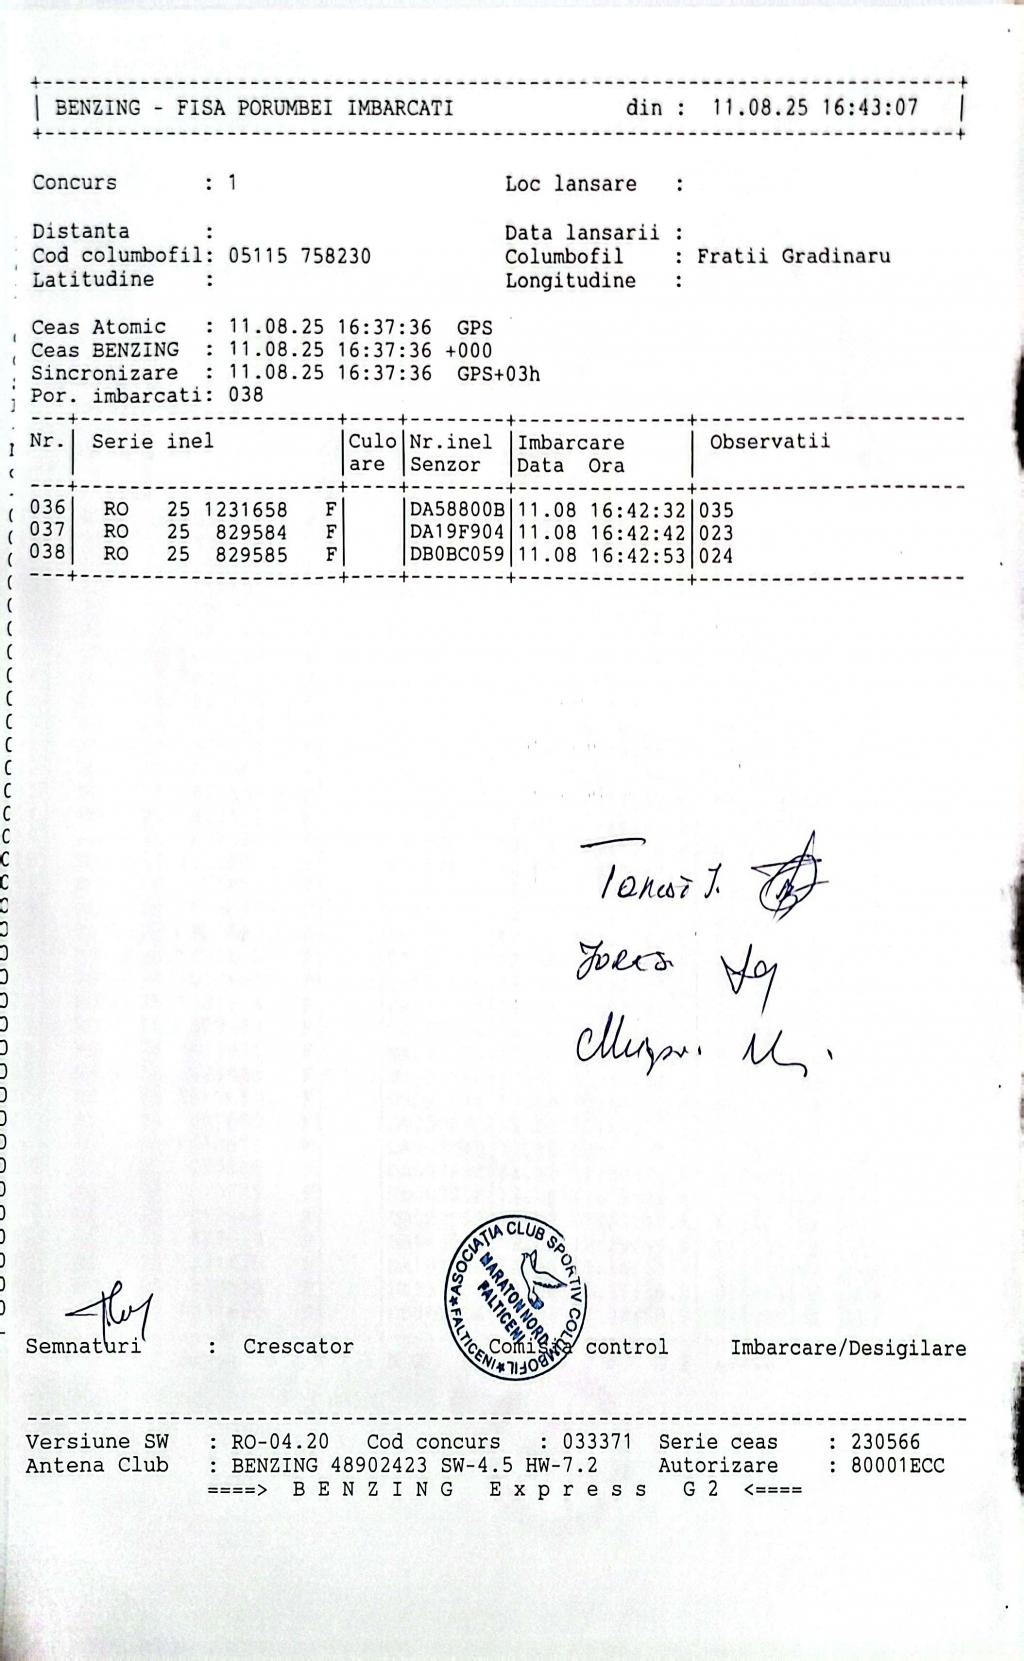 BENZING - FISA PORUMBEI IMBARCATI din : 11.08.25 16:43:07
Concurs : 1 Loc lansare :
Distanta : Data lansarii :
Cod columbofil: 05115 758230 Columbofil : Fratii Gradinaru
Latitudine : Longitudine :
Ceas Atomic : 11.08.25 16:37:36 GPS
Ceas BENZING : 11.08.25 16:37:36 +000
Sincronizare : 11.08.25 16:37:36 GPS+03h
Por. imbarcati: 038
Nr. Serie inel Culo Nr.inel Imbarcare Observatii
are Senzor Data Ora
036 RO 25 1231658 F DA58800B 11.08 16:42:32 035
037 RO 25 829584 F DA19F904 11.08 16:42:42 023
038 RO 25 829585 F DB0BC059 11.08 16:42:53 024
ASOCIAȚIA CLUB SPORTIV COLUMBOFIL * FALTICENI *
MARATON NORD
FALTICENI
Semnaturi : Crescator Comisia control Imbarcare/Desigilare
Versiune SW : RO-04.20 Cod concurs : 033371 Serie ceas : 230566
Antena Club : BENZING 48902423 SW-4.5 HW-7.2 Autorizare : 80001ECC
====> B E N Z I N G E x p r e s s G 2 <====